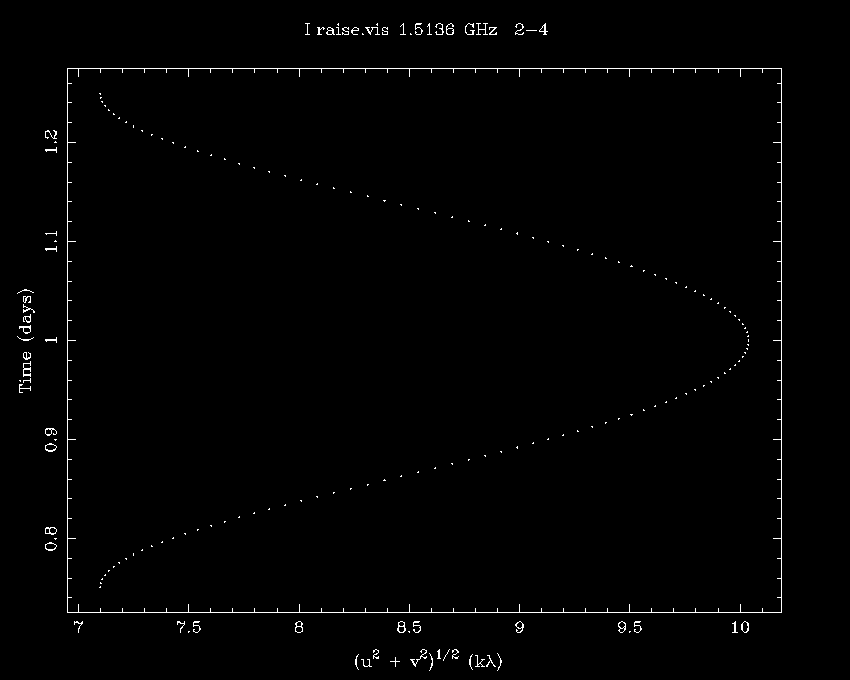 I raise.vis 1.5136 GHz 2−4
1.2
1.1
1
0.9
0.8
Time (days)
7 7.5 8 8.5 9 9.5 10
(u² + v²)¹/² (kλ)